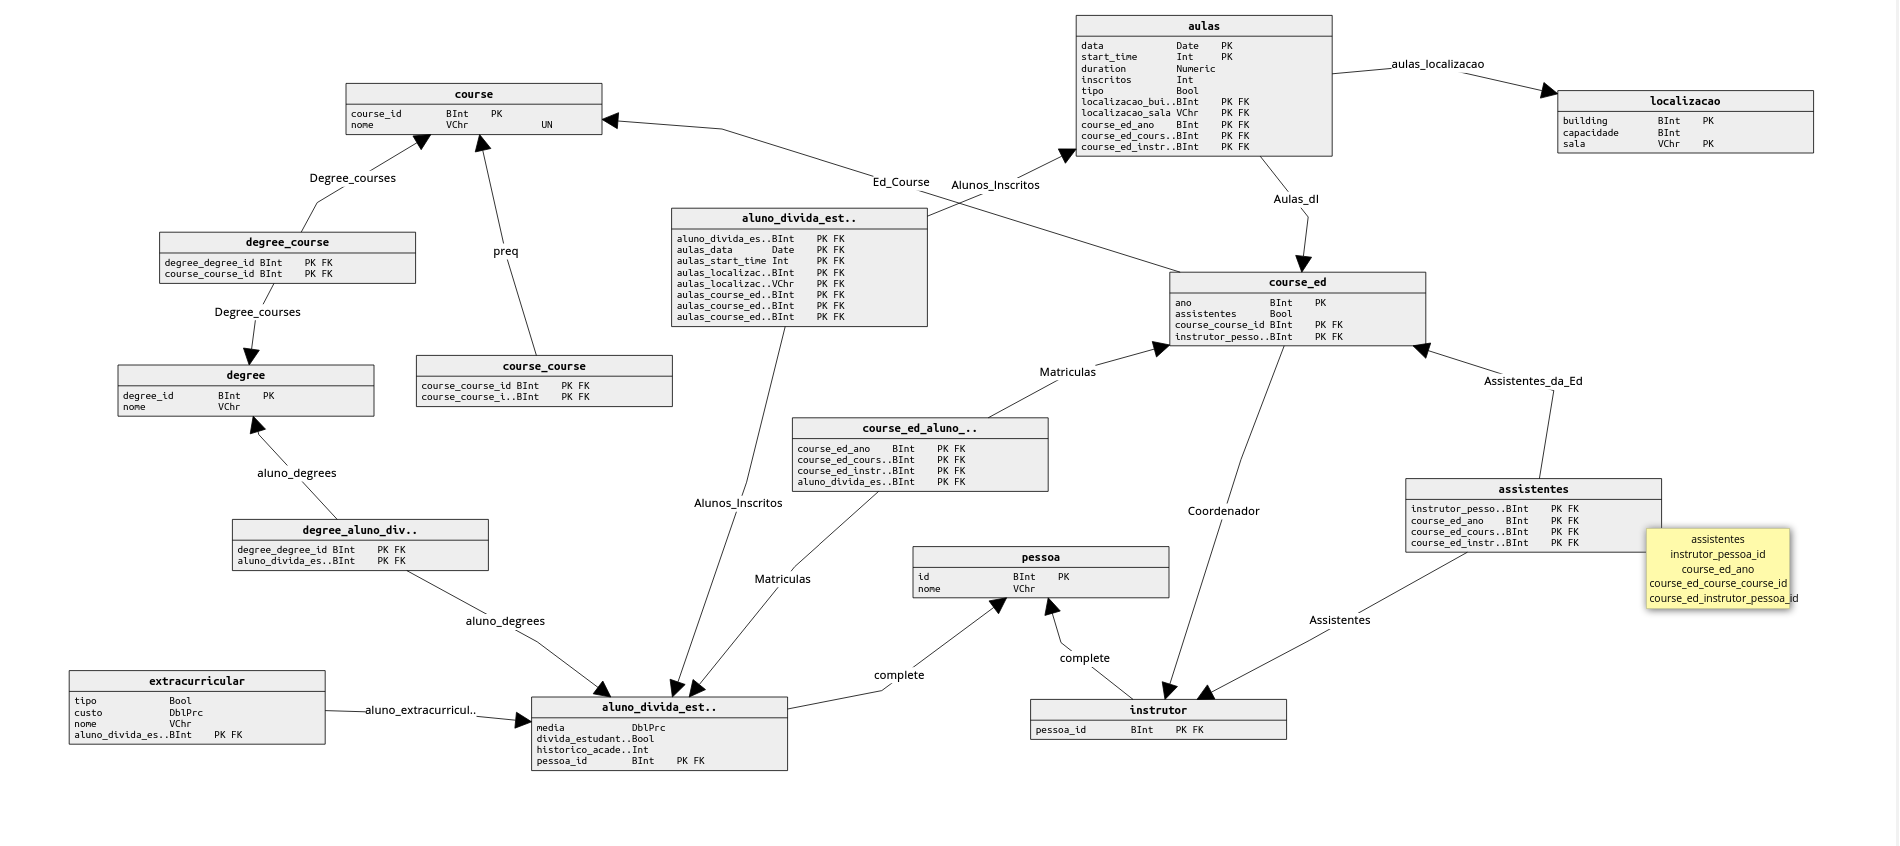 aulas
data Date PK
start_time Int PK
duration Numeric
inscritos Int
tipo Bool
localizacao_bui..BInt PK FK
localizacao_sala VChr PK FK
course_ed_ano BInt PK FK
course_ed_cours..BInt PK FK
course_ed_instr..BInt PK FK
aulas_localizacao
localizacao
building BInt PK
capacidade BInt
sala VChr PK
course
course_id BInt PK
nome VChr UN
Degree_courses
Ed_Course
Alunos_Inscritos
Aulas_dI
degree_course
degree_degree_id BInt PK FK
course_course_id BInt PK FK
preq
aluno_divida_est..
aluno_divida_es..BInt PK FK
aulas_data Date PK FK
aulas_start_time Int PK FK
aulas_localizac..BInt PK FK
aulas_localizac..VChr PK FK
aulas_course_ed..BInt PK FK
aulas_course_ed..BInt PK FK
aulas_course_ed..BInt PK FK
course_ed
ano BInt PK
assistentes Bool
course_course_id BInt PK FK
instrutor_pesso..BInt PK FK
Degree_courses
degree
degree_id BInt PK
nome VChr
course_course
course_course_id BInt PK FK
course_course_i..BInt PK FK
Matriculas
Assistentes_da_Ed
course_ed_aluno_..
course_ed_ano BInt PK FK
course_ed_cours..BInt PK FK
course_ed_instr..BInt PK FK
aluno_divida_es..BInt PK FK
aluno_degrees
Alunos_Inscritos
Coordenador
assistentes
instrutor_pesso..BInt PK FK
course_ed_ano BInt PK FK
course_ed_cours..BInt PK FK
course_ed_instr..BInt PK FK
assistentes
instrutor_pessoa_id
course_ed_ano
course_ed_course_course_id
course_ed_instrutor_pessoa_id
degree_aluno_div..
degree_degree_id BInt PK FK
aluno_divida_es..BInt PK FK
pessoa
id BInt PK
nome VChr
Matriculas
aluno_degrees
Assistentes
complete
complete
extracurricular
tipo Bool
custo DblPrc
nome VChr
aluno_divida_es..BInt PK FK
aluno_extracurricul..
aluno_divida_est..
media DblPrc
divida_estudant..Bool
historico_acade..Int
pessoa_id BInt PK FK
instrutor
pessoa_id BInt PK FK